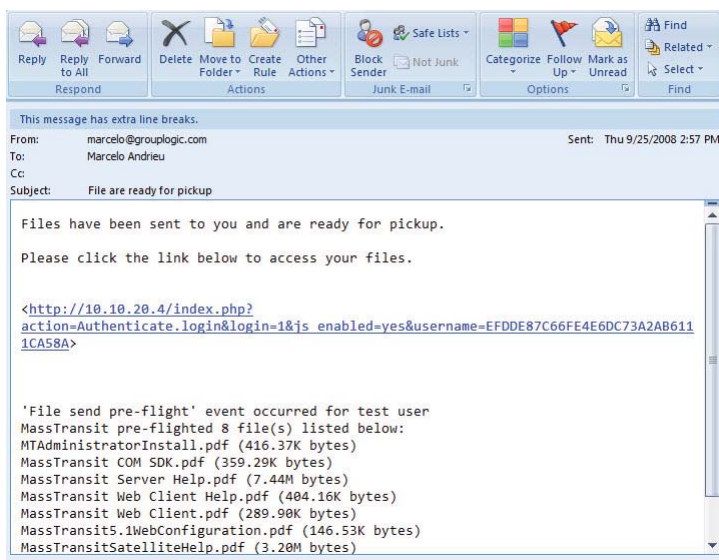 Reply
Reply to All
Forward
Delete
Move to Folder
Create Rule
Other Actions
Block Sender
Safe Lists
Not Junk
Categorize
Follow Up
Mark as Unread
Find
Related
Select
Respond
Actions
Junk E-mail
Options
Find
This message has extra line breaks.
From: marcelo@grouplogic.com
Sent: Thu 9/25/2008 2:57 PM
To: Marcelo Andrieu
Cc:
Subject: File are ready for pickup
Files have been sent to you and are ready for pickup.
Please click the link below to access your files.
<http://10.10.20.4/index.php?
action=Authenticate.login&login=1&js_enabled=yes&username=EFDDE87C66FE4E6DC73A2AB611
1CA58A>
'File send pre-flight' event occurred for test user
MassTransit pre-flighted 8 file(s) listed below:
MTAdministratorInstall.pdf (416.37K bytes)
MassTransit COM SDK.pdf (359.29K bytes)
MassTransit Server Help.pdf (7.44M bytes)
MassTransit Web Client Help.pdf (404.16K bytes)
MassTransit Web Client.pdf (289.90K bytes)
MassTransit5.1WebConfiguration.pdf (146.53K bytes)
MassTransitSatelliteHelp.pdf (3.20M bytes)